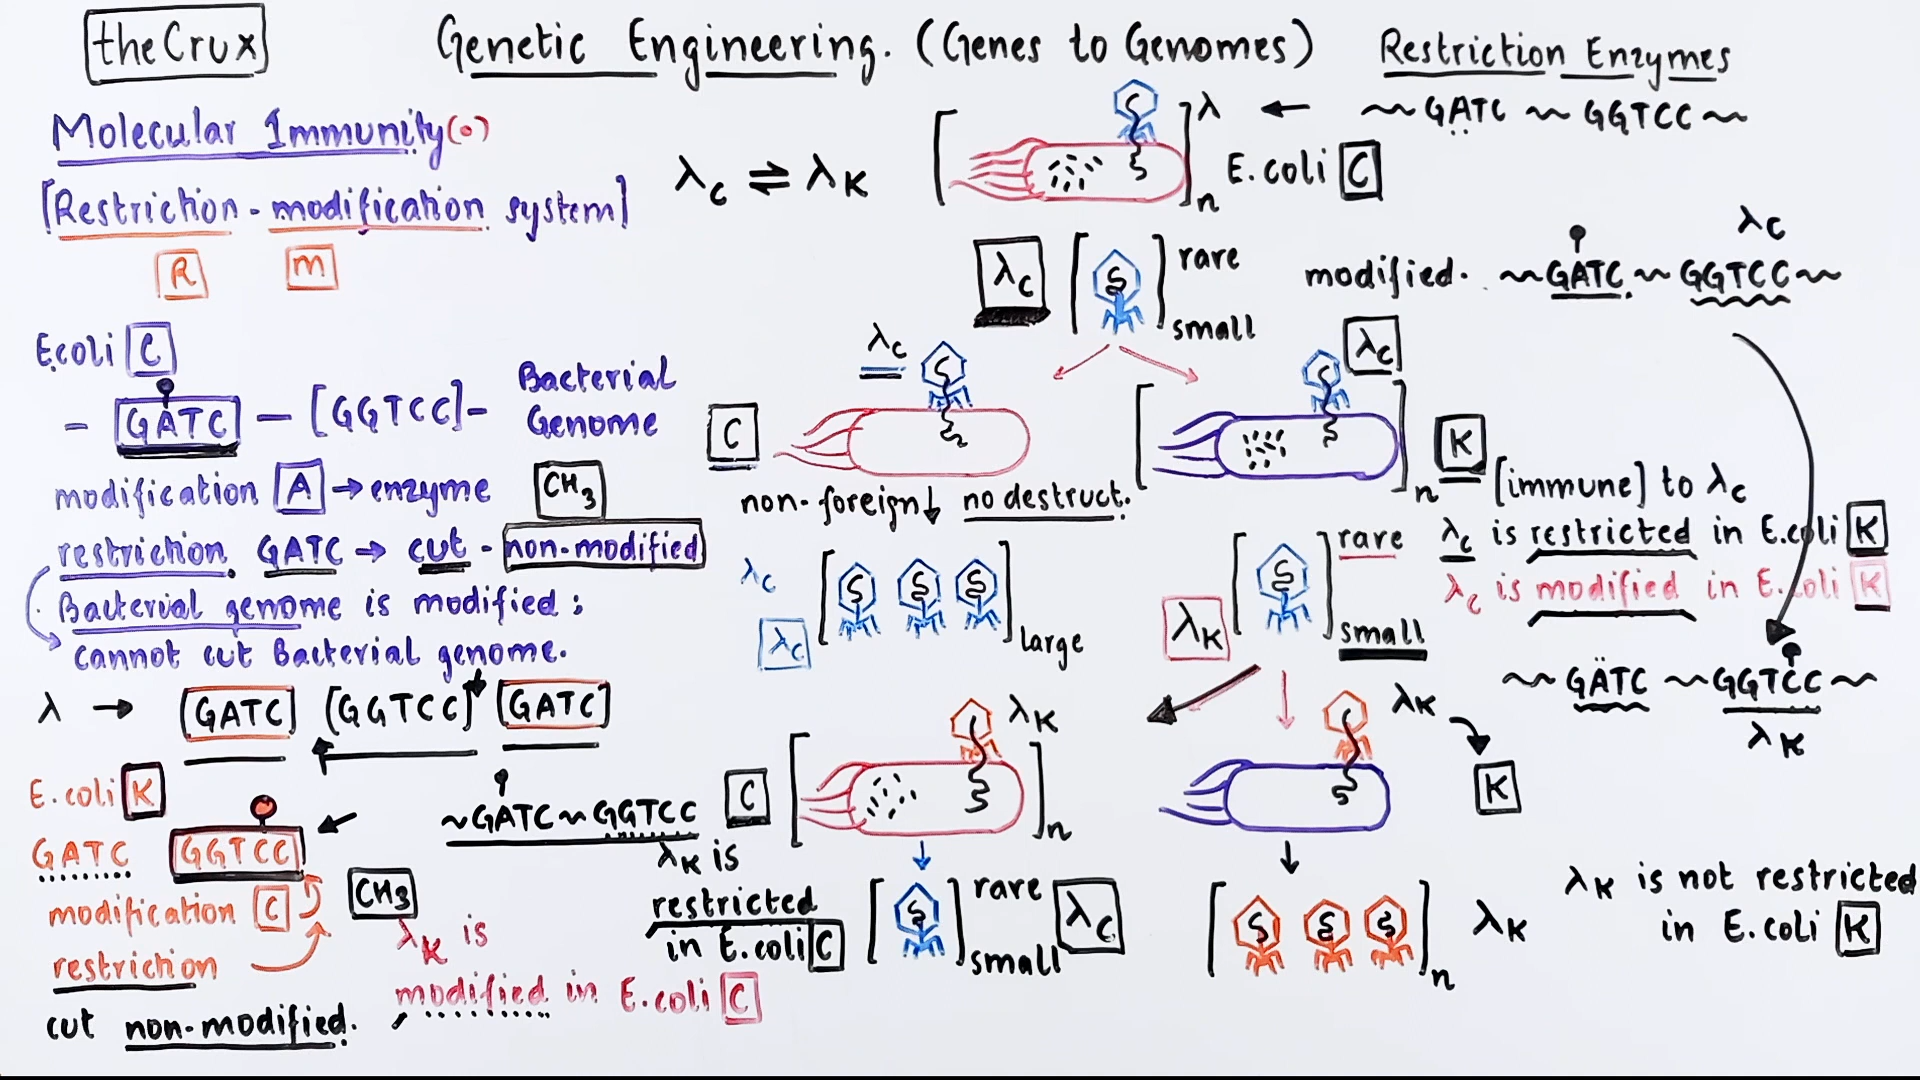 theCrux
Genetic Engineering. (Genes to Genomes)
Restriction Enzymes
Molecular Immunity(o)
[Restriction - modification system]
R
M
λc ⇌ λK
λ
n
← ~ GATC ~ GGTCC ~
E.coli C
λc
rare
small
λc
modified. ~GATC ~ GGTCC~
E.coli C
- GATC — [GGTCC]-
Bacterial
Genome
modification A → enzyme
CH3
restriction GATC → cut - non-modified
Bacterial genome is modified:
cannot cut Bacterial genome.
λ → [GATC] [GGTCC] [GATC]
λc
C
non-foreign↓ no destruct.
λc
λc
large
λc
K
n
[immune] to λc
λc is restricted in E.coli K
λc is modified in E.coli K
λK
rare
small
~ GATC ~GGTCC ~
λK
E.coli K
GATC GGTCC
modification C
CH3
restriction
cut non-modified.
~GATC~GGTCC
λK is
restricted
in E.coli C
λK is
modified in E.coli C
C
λK
n
rare
small
λc
λK
K
n
λK
λK is not restricted
in E.coli K